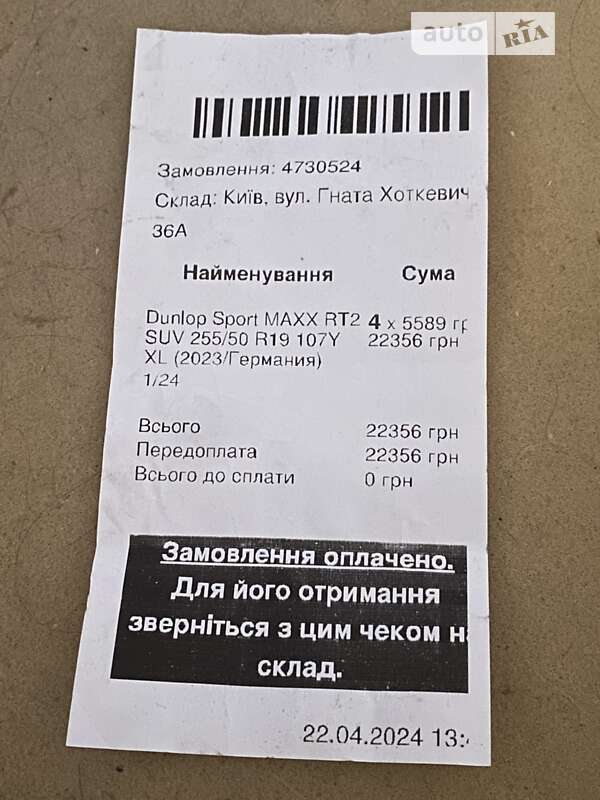 auto RIA
Замовлення: 4730524
Склад: Київ, вул. Гната Хоткевич
36А
Найменування Сума
Dunlop Sport MAXX RT2 4 x 5589 гр
SUV 255/50 R19 107Y 22356 грн
XL (2023/Германия)
1/24
Всього 22356 грн
Передоплата 22356 грн
Всього до сплати 0 грн
Замовлення оплачено.
Для його отримання
зверніться з цим чеком на
склад.
22.04.2024 13: